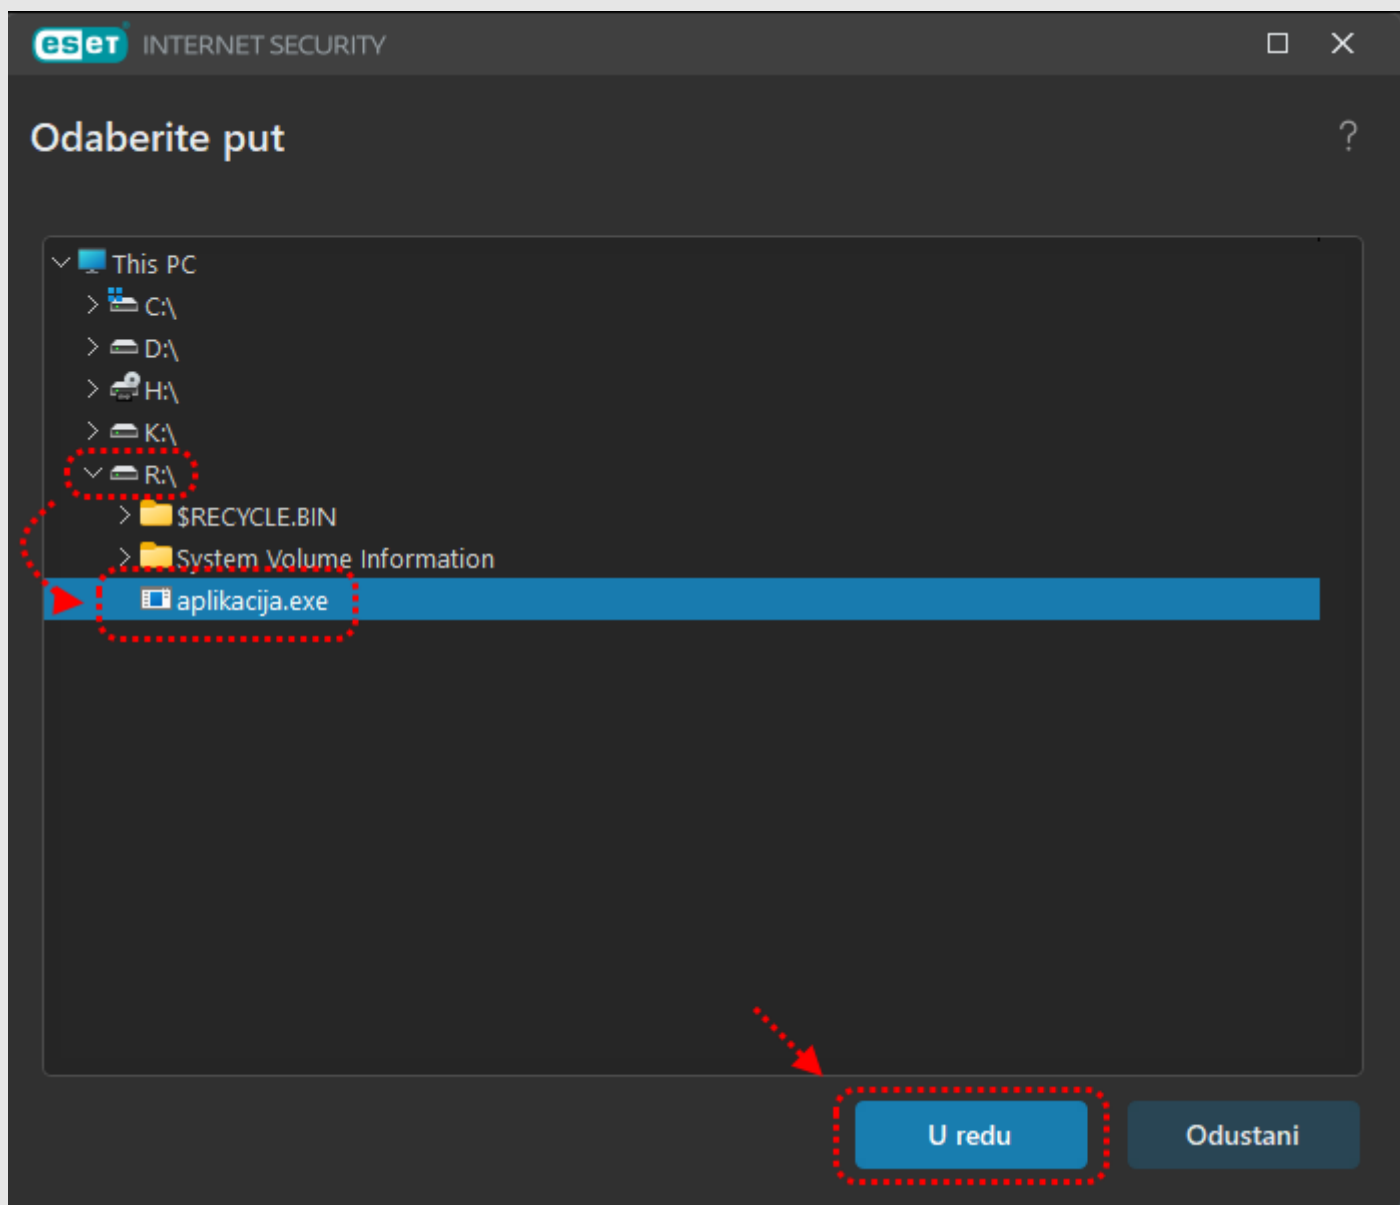 eset INTERNET SECURITY
Odaberite put
?
This PC
C:\
D:\
H:\
K:\
R:\
$RECYCLE.BIN
System Volume Information
aplikacija.exe
U redu
Odustani